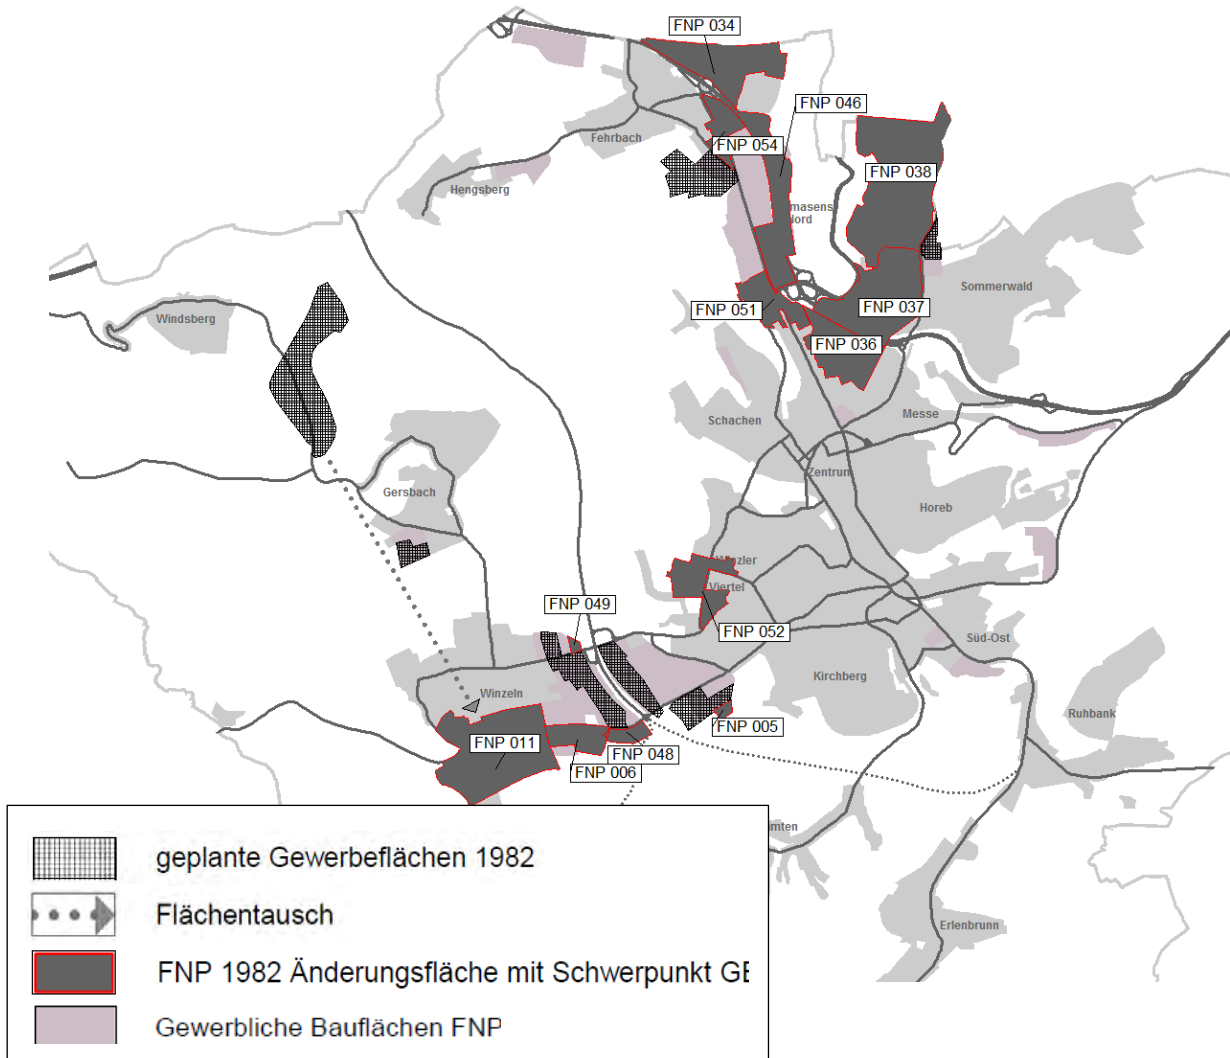 FNP 034
FNP 046
Fehrbach
FNP 054
FNP 038
Hengsberg
masens
Nord
Sommerwald
FNP 037
FNP 051
Windsberg
FNP 036
Schachen
Messe
Zentrum
Gersbach
Horeb
Winzler
Viertel
FNP 049
FNP 052
Süd-Ost
Kirchberg
Winzeln
Ruhbank
FNP 005
FNP 011
FNP 048
FNP 006
mten
geplante Gewerbeflächen 1982
Flächentausch
Erlenbrunn
FNP 1982 Änderungsfläche mit Schwerpunkt GE
Gewerbliche Bauflächen FNP